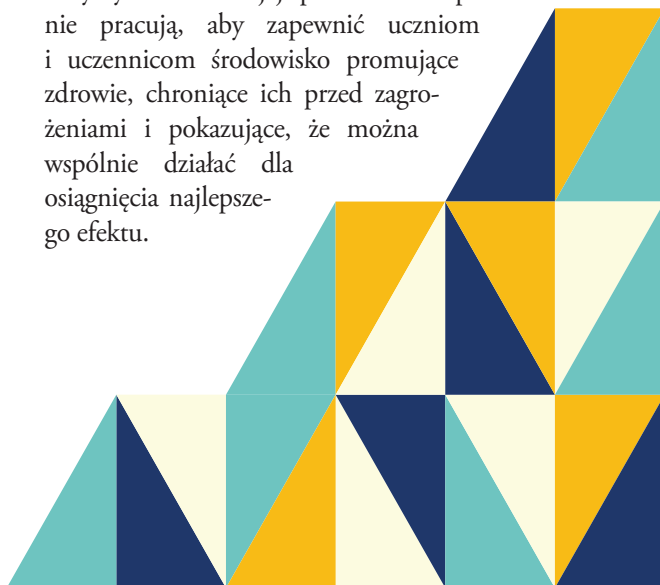 nie pracują, aby zapewnić uczniom
i uczennicom środowisko promujące
zdrowie, chroniące ich przed zagro-
żeniami i pokazujące, że można
wspólnie działać dla
osiągnięcia najlepsze-
go efektu.